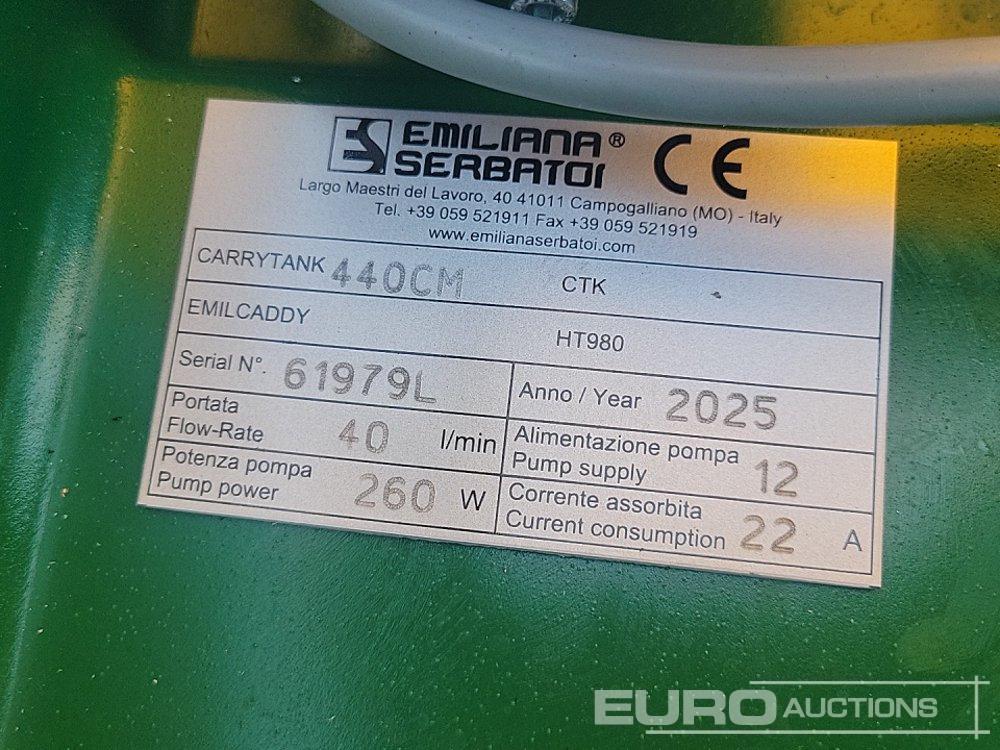 EMILIANA®
SERBATOI
CE
Largo Maestri del Lavoro, 40 41011 Campogalliano (MO) - Italy
Tel. +39 059 521911 Fax +39 059 521919
www.emilianaserbatoi.com
CARRYTANK 440CM CTK
EMILCADDY HT980
Serial N°. 61979L Anno / Year 2025
Portata
Flow-Rate 40 l/min
Alimentazione pompa
Pump supply 12
Potenza pompa
Pump power 260 W
Corrente assorbita
Current consumption 22 A
EURO AUCTIONS